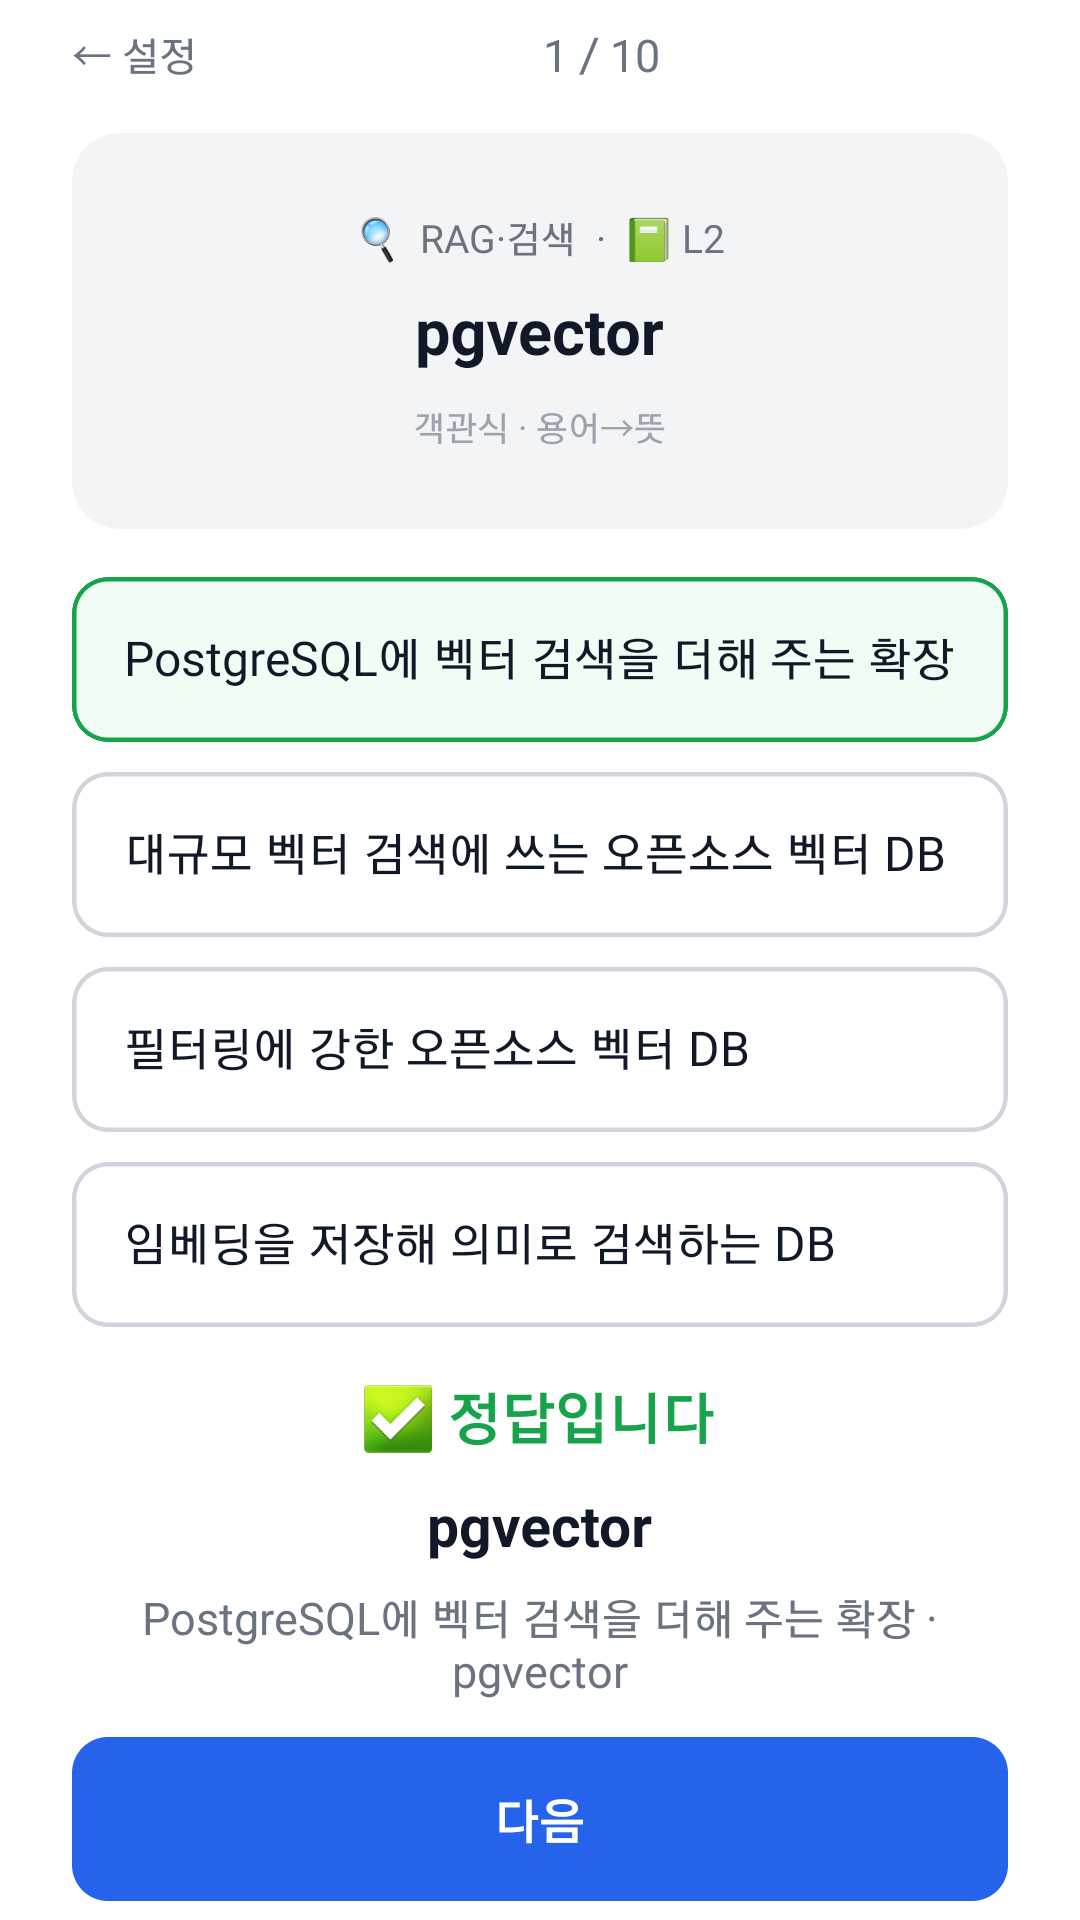 ← 설정
1 / 10
🔍 RAG·검색 · 📗 L2
pgvector
객관식 · 용어→뜻
PostgreSQL에 벡터 검색을 더해 주는 확장
대규모 벡터 검색에 쓰는 오픈소스 벡터 DB
필터링에 강한 오픈소스 벡터 DB
임베딩을 저장해 의미로 검색하는 DB
✅ 정답입니다
pgvector
PostgreSQL에 벡터 검색을 더해 주는 확장 ·
pgvector
다음